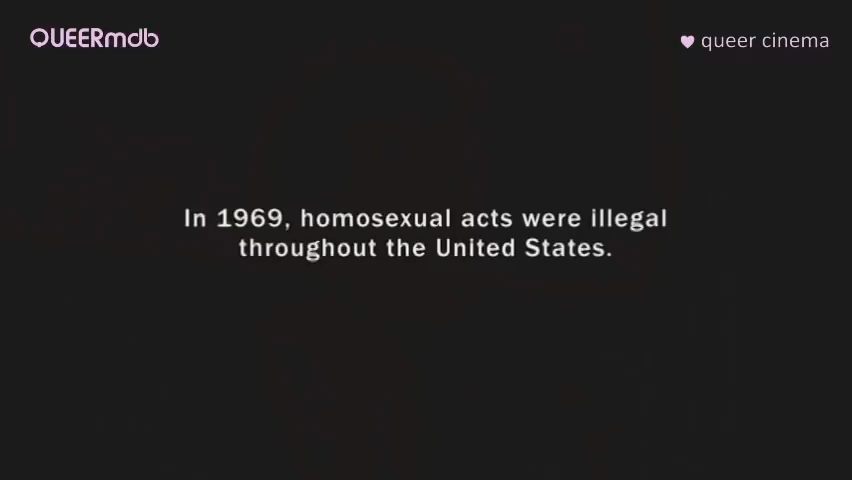 QUEERmdb
♥ queer cinema
In 1969, homosexual acts were illegal
throughout the United States.